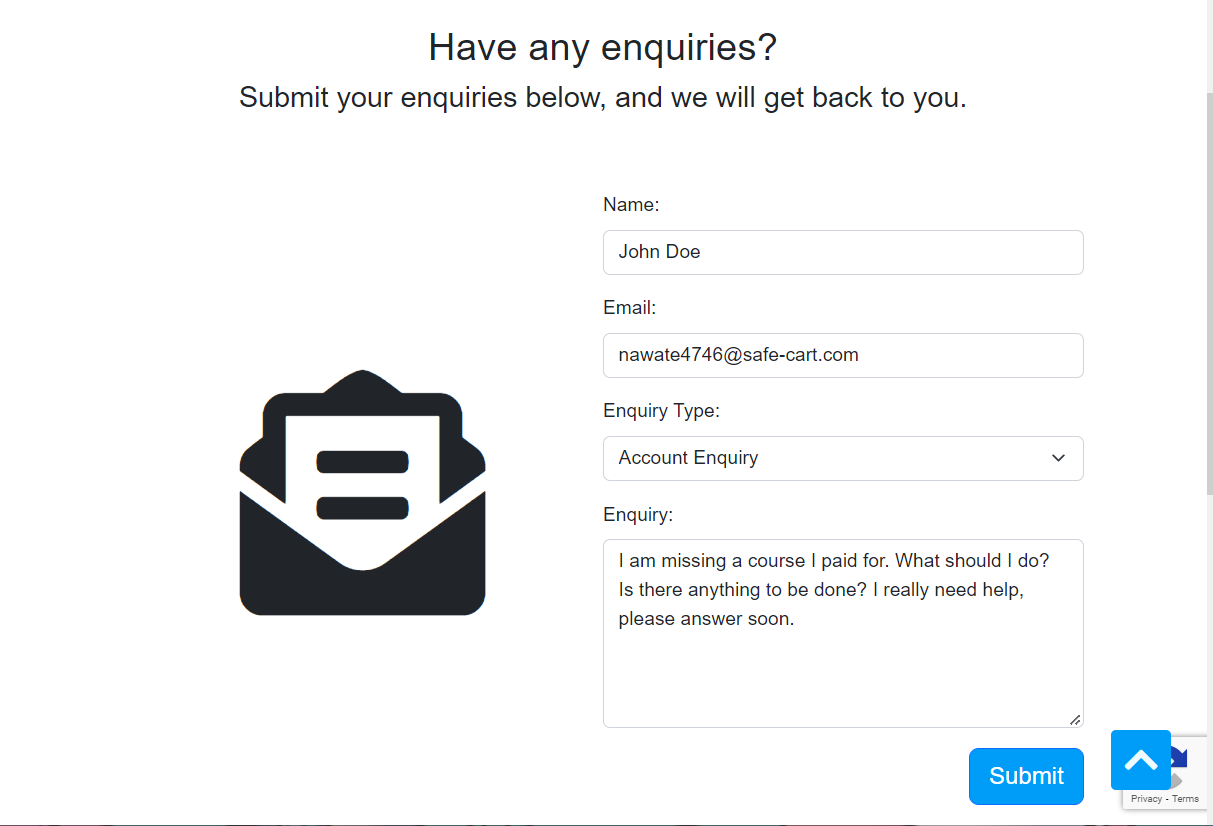 Have any enquiries?
Submit your enquiries below, and we will get back to you.
Name:
John Doe
Email:
nawate4746@safe-cart.com
Enquiry Type:
Account Enquiry
Enquiry:
I am missing a course I paid for. What should I do?
Is there anything to be done? I really need help,
please answer soon.
Submit
Privacy - Terms